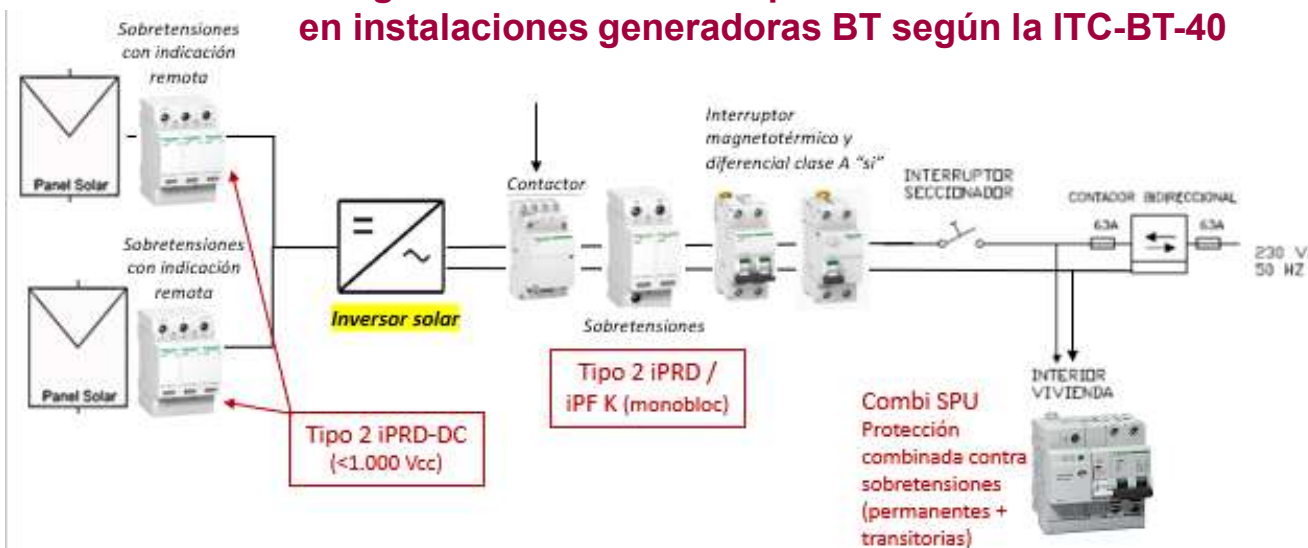 en instalaciones generadoras BT según la ITC-BT-40
Sobretensiones
con indicación
remota
Panel Solar
Sobretensiones
con indicación
remota
Panel Solar
Tipo 2 iPRD-DC
(<1.000 Vcc)
Inversor solar
Contactor
Sobretensiones
Tipo 2 iPRD /
iPF K (monobloc)
Interruptor
magnetotérmico y
diferencial clase A "si"
INTERRUPTOR
SECCIONADOR
CONTADOR BIDIRECCIONAL
63A
63A
230 V
50 HZ
INTERIOR
VIVIENDA
Combi SPU
Protección
combinada contra
sobretensiones
(permanentes +
transitorias)